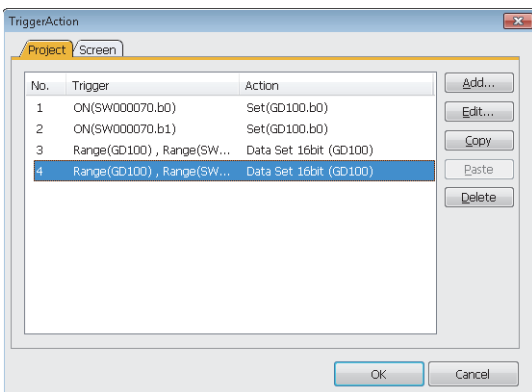 TriggerAction
Project Screen
No. Trigger Action
1 ON(SW000070.b0) Set(GD100.b0)
2 ON(SW000070.b1) Set(GD100.b0)
3 Range(GD100) , Range(SW... Data Set 16bit (GD100)
4 Range(GD100) , Range(SW... Data Set 16bit (GD100)
Add...
Edit...
Copy
Paste
Delete
OK Cancel